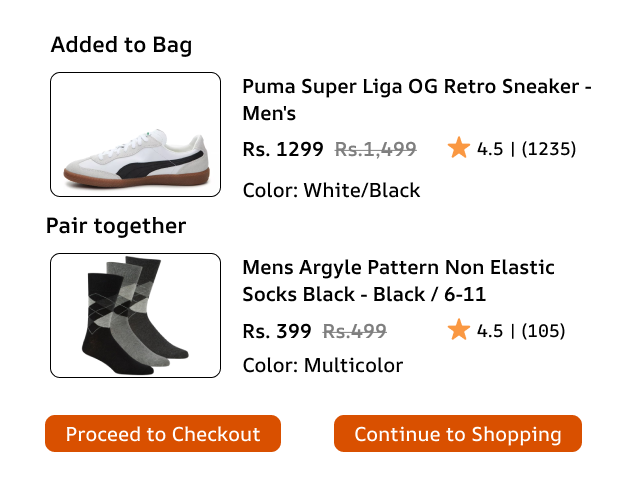 Added to Bag
Puma Super Liga OG Retro Sneaker -
Men's
Rs. 1299 Rs.1,499 4.5 | (1235)
Color: White/Black
Pair together
Mens Argyle Pattern Non Elastic
Socks Black - Black / 6-11
Rs. 399 Rs.499 4.5 | (105)
Color: Multicolor
Proceed to Checkout Continue to Shopping